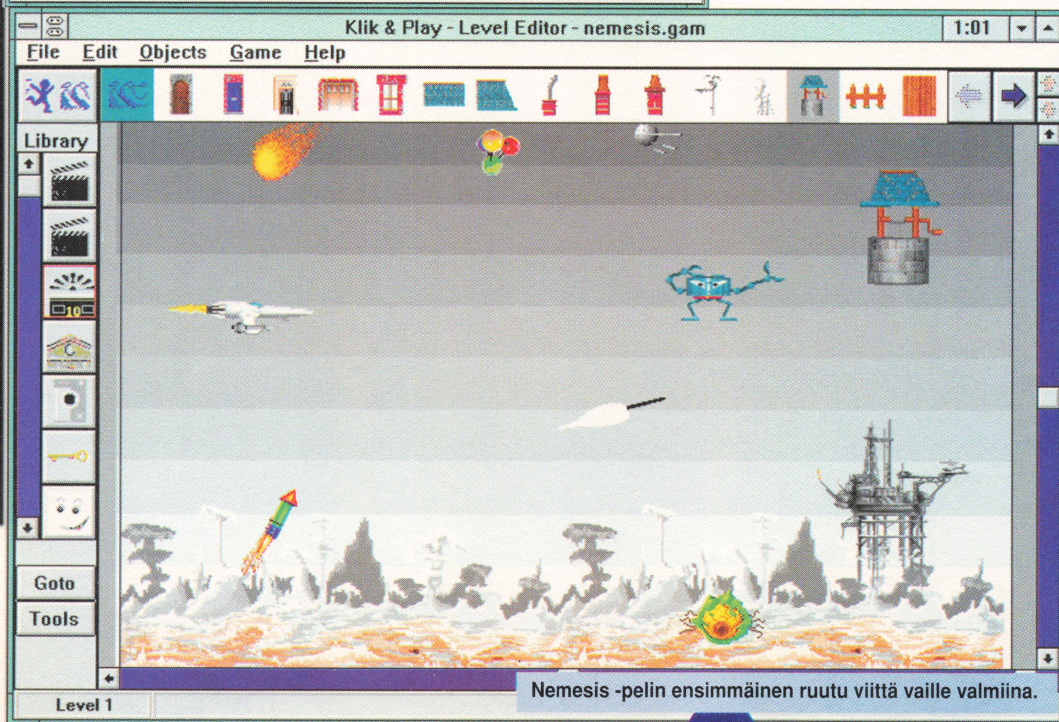 Klik & Play - Level Editor - nemesis.gam 1:01
File Edit Objects Game Help
Library
10
Goto
Tools
Level 1
Nemesis -pelin ensimmäinen ruutu viittä vaille valmiina.